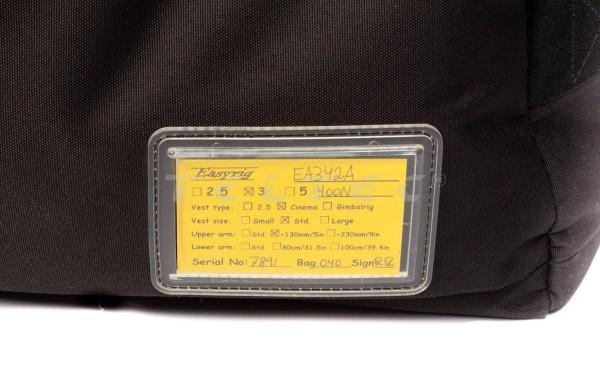 Easyrig EA342A
☐ 2.5 ☒ 3 ☐ 5 400N
Vest type: ☐ 2.5 ☒ Cinema ☐ Gimbalrig
Vest size: ☐ Small ☒ Std. ☐ Large
Upper arm: ☐ Std. ☒ -130mm/5in ☐ -230mm/9in
Lower arm: ☐ Std. ☐ 80cm/31.5in ☐ 100cm/39.4in
Serial No: 7891 Bag 040 Sign